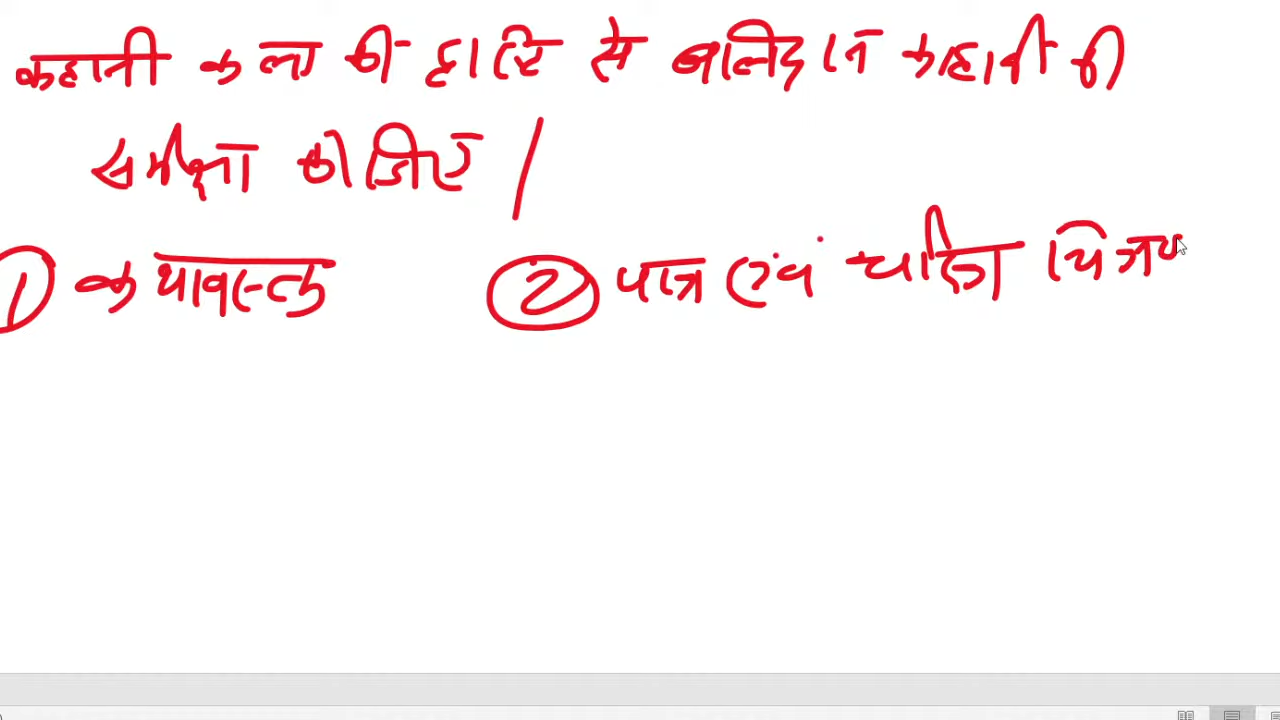 कहानी कला की दृष्टि से बलिदान कहानी की
समीक्षा कीजिए /
① कथावस्तु ② पात्र एवं चरित्र चित्रण